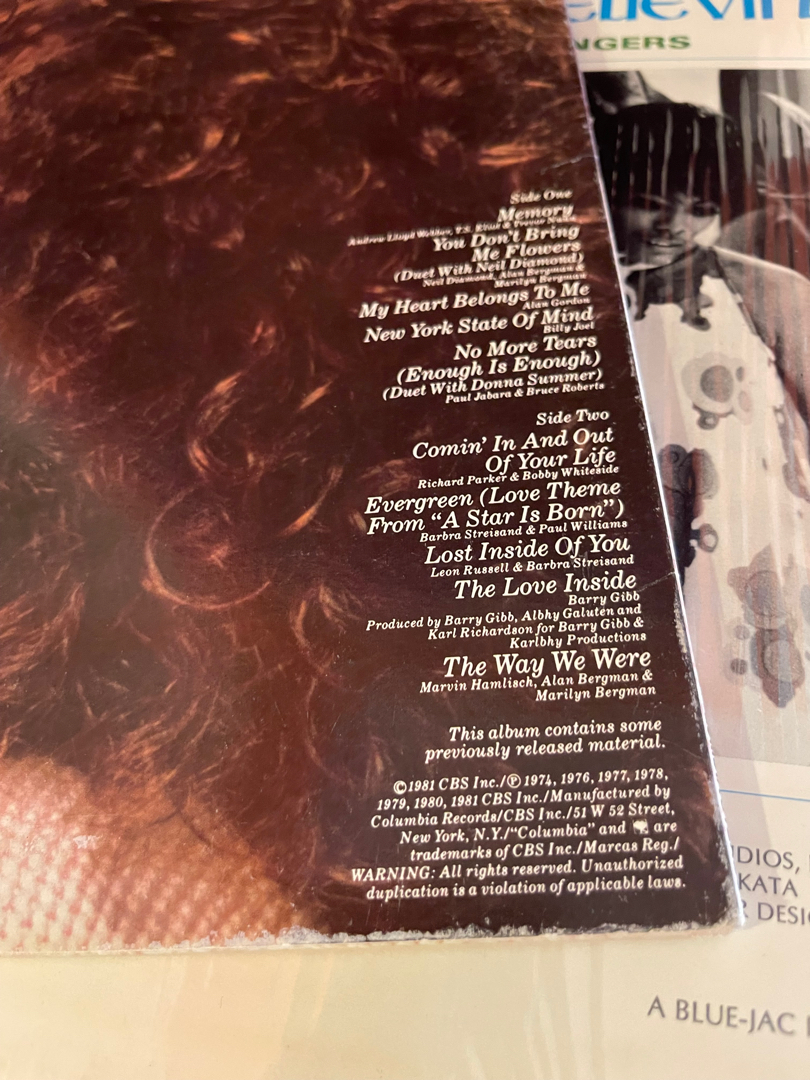 NGERS
Side One
Memory
Andrew Lloyd Webber, T.S. Eliot & Trevor Nunn
You Don't Bring
Me Flowers
(Duet With Neil Diamond)
Neil Diamond, Alan Bergman &
Marilyn Bergman
My Heart Belongs To Me
Alan Gordon
New York State Of Mind
Billy Joel
No More Tears
(Enough Is Enough)
(Duet With Donna Summer)
Paul Jabara & Bruce Roberts
Side Two
Comin' In And Out
Of Your Life
Richard Parker & Bobby Whiteside
Evergreen (Love Theme
From "A Star Is Born")
Barbra Streisand & Paul Williams
Lost Inside Of You
Leon Russell & Barbra Streisand
The Love Inside
Barry Gibb
Produced by Barry Gibb, Albhy Galuten and
Karl Richardson for Barry Gibb &
Karlbhy Productions
The Way We Were
Marvin Hamlisch, Alan Bergman &
Marilyn Bergman
This album contains some
previously released material.
©1981 CBS Inc./℗ 1974, 1976, 1977, 1978,
1979, 1980, 1981 CBS Inc./Manufactured by
Columbia Records/CBS Inc./51 W 52 Street,
New York, N.Y./"Columbia" and are
trademarks of CBS Inc./Marcas Reg./
WARNING: All rights reserved. Unauthorized
duplication is a violation of applicable laws.
DIOS,
KATA
R DESI
A BLUE-JAC